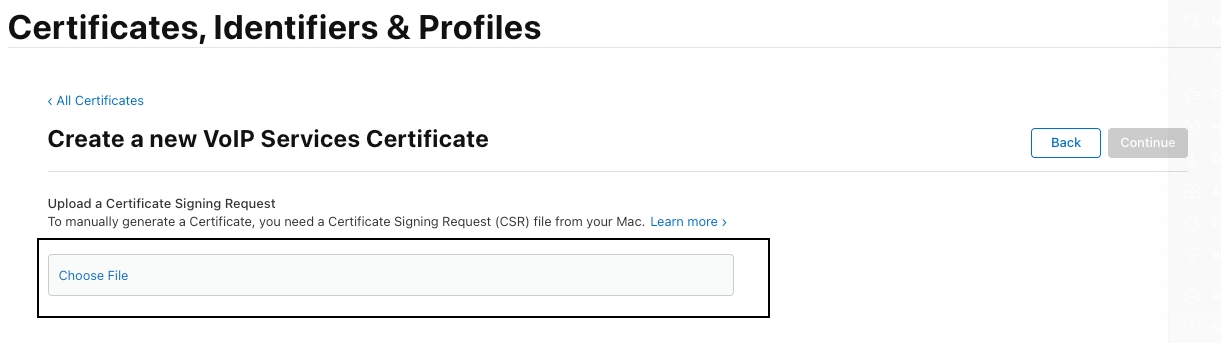 Certificates, Identifiers & Profiles
‹ All Certificates
Create a new VoIP Services Certificate
Back
Continue
Upload a Certificate Signing Request
To manually generate a Certificate, you need a Certificate Signing Request (CSR) file from your Mac. Learn more ›
Choose File